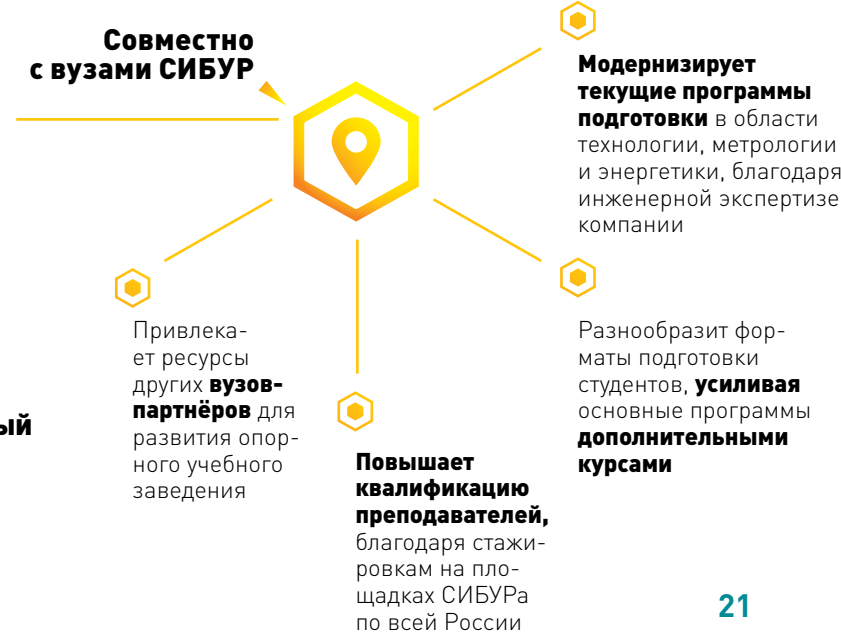 Совместно
с вузами СИБУР
Модернизирует
текущие программы
подготовки в области
технологии, метрологии
и энергетики, благодаря
инженерной экспертизе
компании
Привлека-
ет ресурсы
других вузов-
партнёров для
развития опор-
ного учебного
заведения
ый
Повышает
квалификацию
преподавателей,
благодаря стажи-
ровкам на пло-
щадках СИБУРа
по всей России
Разнообразит фор-
маты подготовки
студентов, усиливая
основные программы
дополнительными
курсами
21